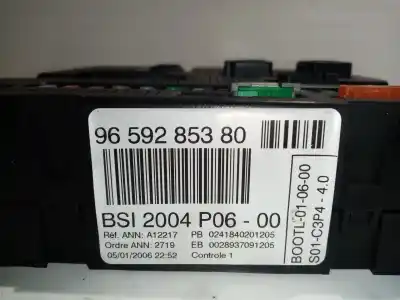 96 592 853 80
BSI 2004 P06 - 00
Réf. ANN: A12217 PB 0241840201205
Ordre ANN: 2719 EB 0028937091205
05/01/2006 22:52 Controle 1
BOOTL-01-06-00
S01-C3P4 - 4.0